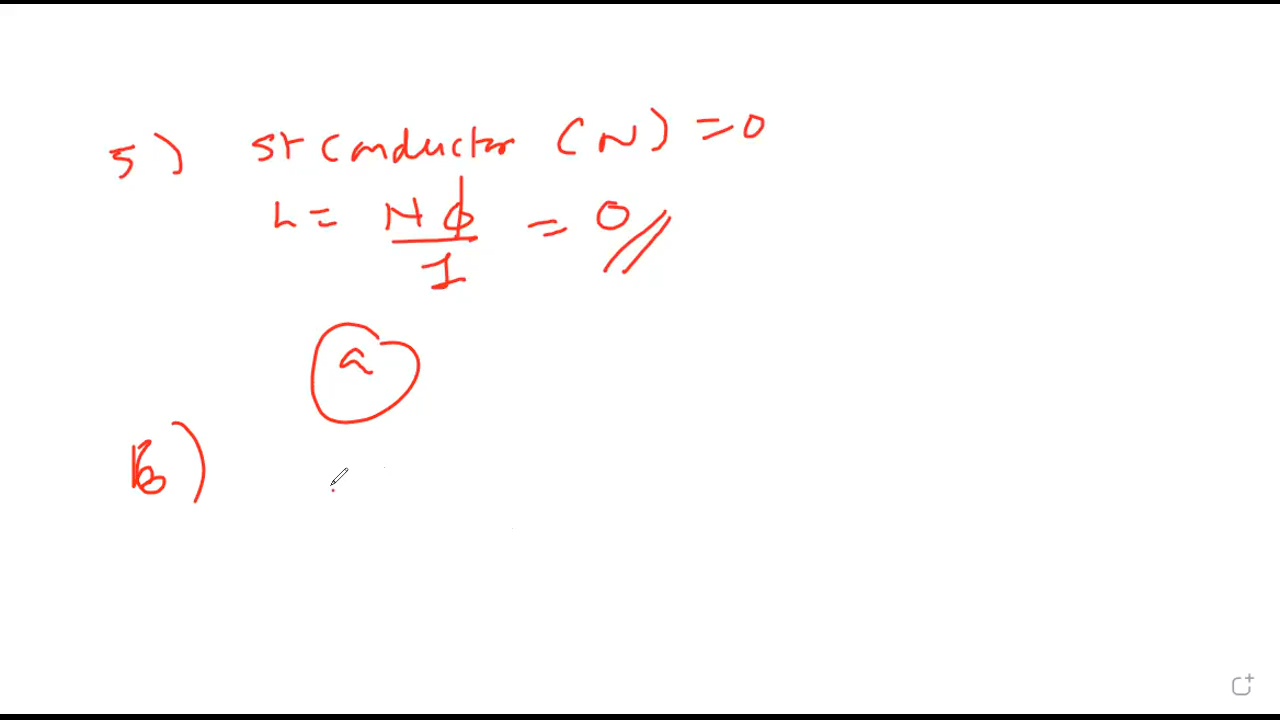 5) St Conductor (N) = 0
L = Nφ/I = 0//
a
6)